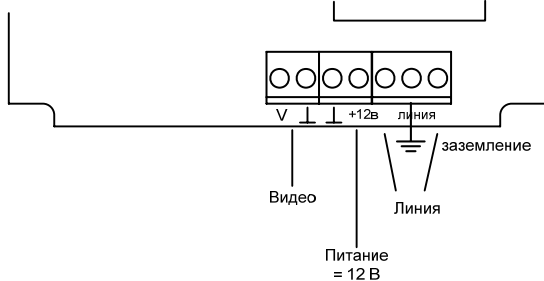 V +12в линия
заземление
Видео
Линия
Питание
= 12 В